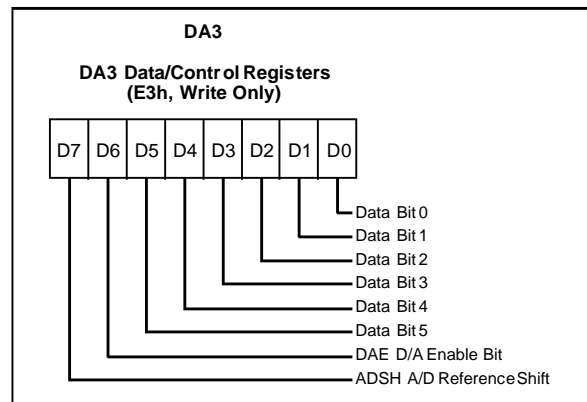 DA3
DA3 Data/Control Registers
(E3h, Write Only)
D7 D6 D5 D4 D3 D2 D1 D0
Data Bit 0
Data Bit 1
Data Bit 2
Data Bit 3
Data Bit 4
Data Bit 5
DAE D/A Enable Bit
ADSH A/D Reference Shift